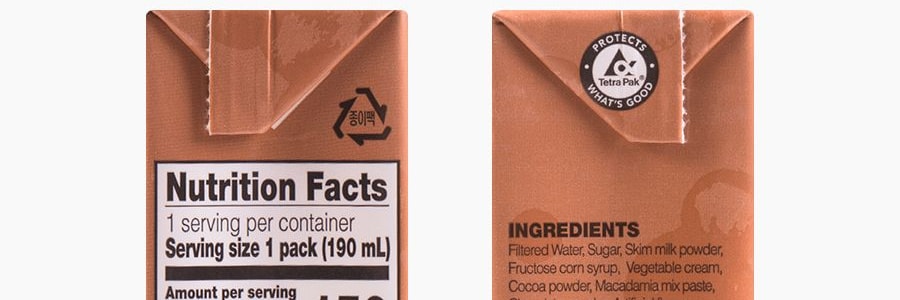 종이팩
Nutrition Facts
1 serving per container
Serving size 1 pack (190 mL)
Amount per serving
PROTECTS
Tetra Pak®
WHAT'S GOOD
INGREDIENTS
Filtered Water, Sugar, Skim milk powder,
Fructose corn syrup, Vegetable cream,
Cocoa powder, Macadamia mix paste,